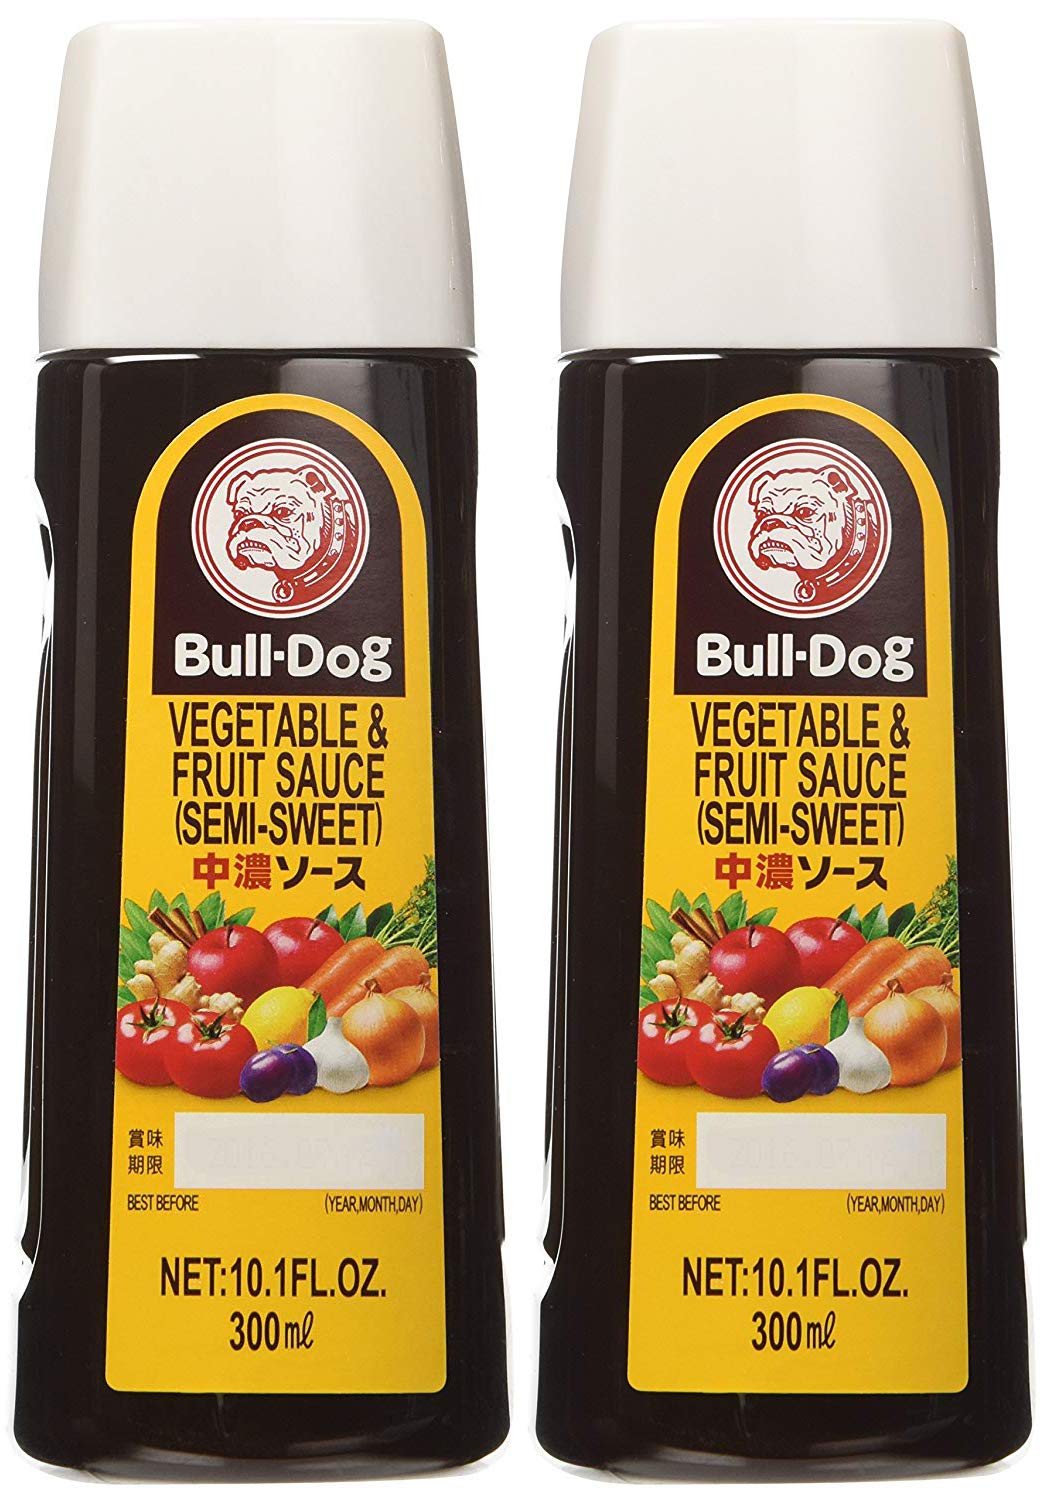 Bull-Dog
VEGETABLE &
FRUIT SAUCE
(SEMI-SWEET)
中濃ソース
賞味
期限
BEST BEFORE (YEAR,MONTH,DAY)
NET:10.1FL.OZ.
300ml
Bull-Dog
VEGETABLE &
FRUIT SAUCE
(SEMI-SWEET)
中濃ソース
賞味
期限
BEST BEFORE (YEAR,MONTH,DAY)
NET:10.1FL.OZ.
300ml